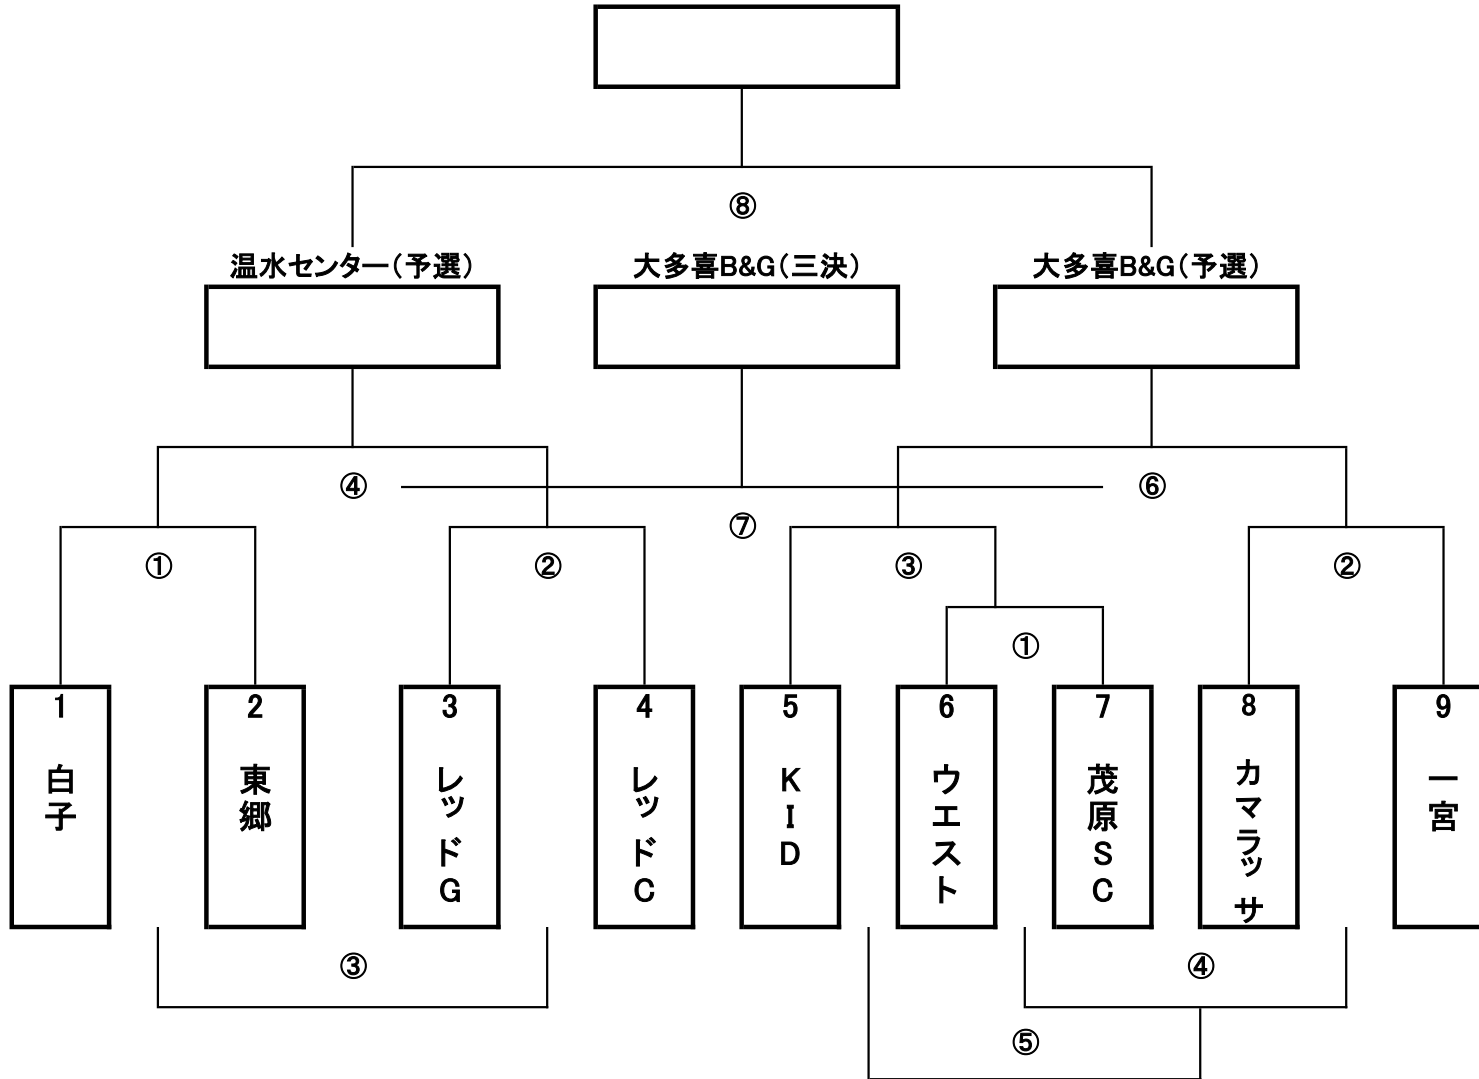 ⑧
温水センター(予選)
大多喜B&G(三決)
大多喜B&G(予選)
④
⑥
⑦
①
②
③
②
①
1
白子
2
東郷
3
レッドG
4
レッドC
5
KID
6
ウエスト
7
茂原SC
8
カマラッサ
9
一宮
③
④
⑤